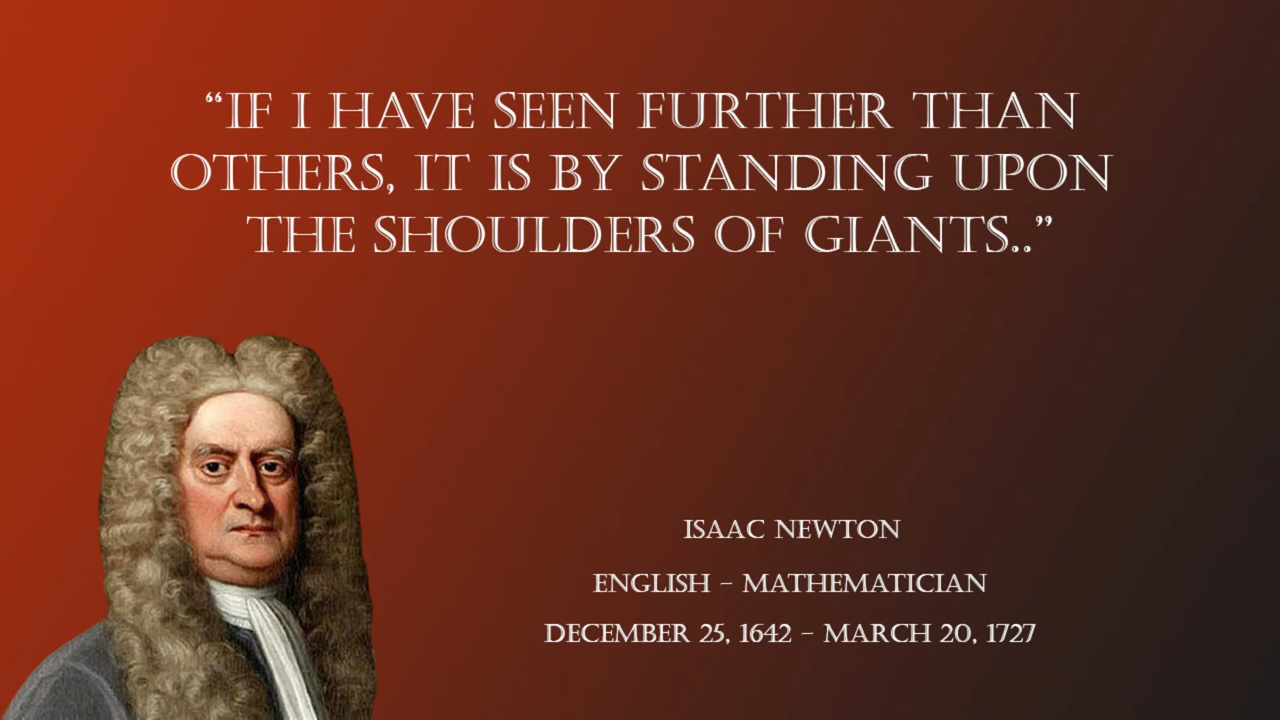 “IF I HAVE SEEN FURTHER THAN
OTHERS, IT IS BY STANDING UPON
THE SHOULDERS OF GIANTS..”
ISAAC NEWTON
ENGLISH – MATHEMATICIAN
DECEMBER 25, 1642 – MARCH 20, 1727